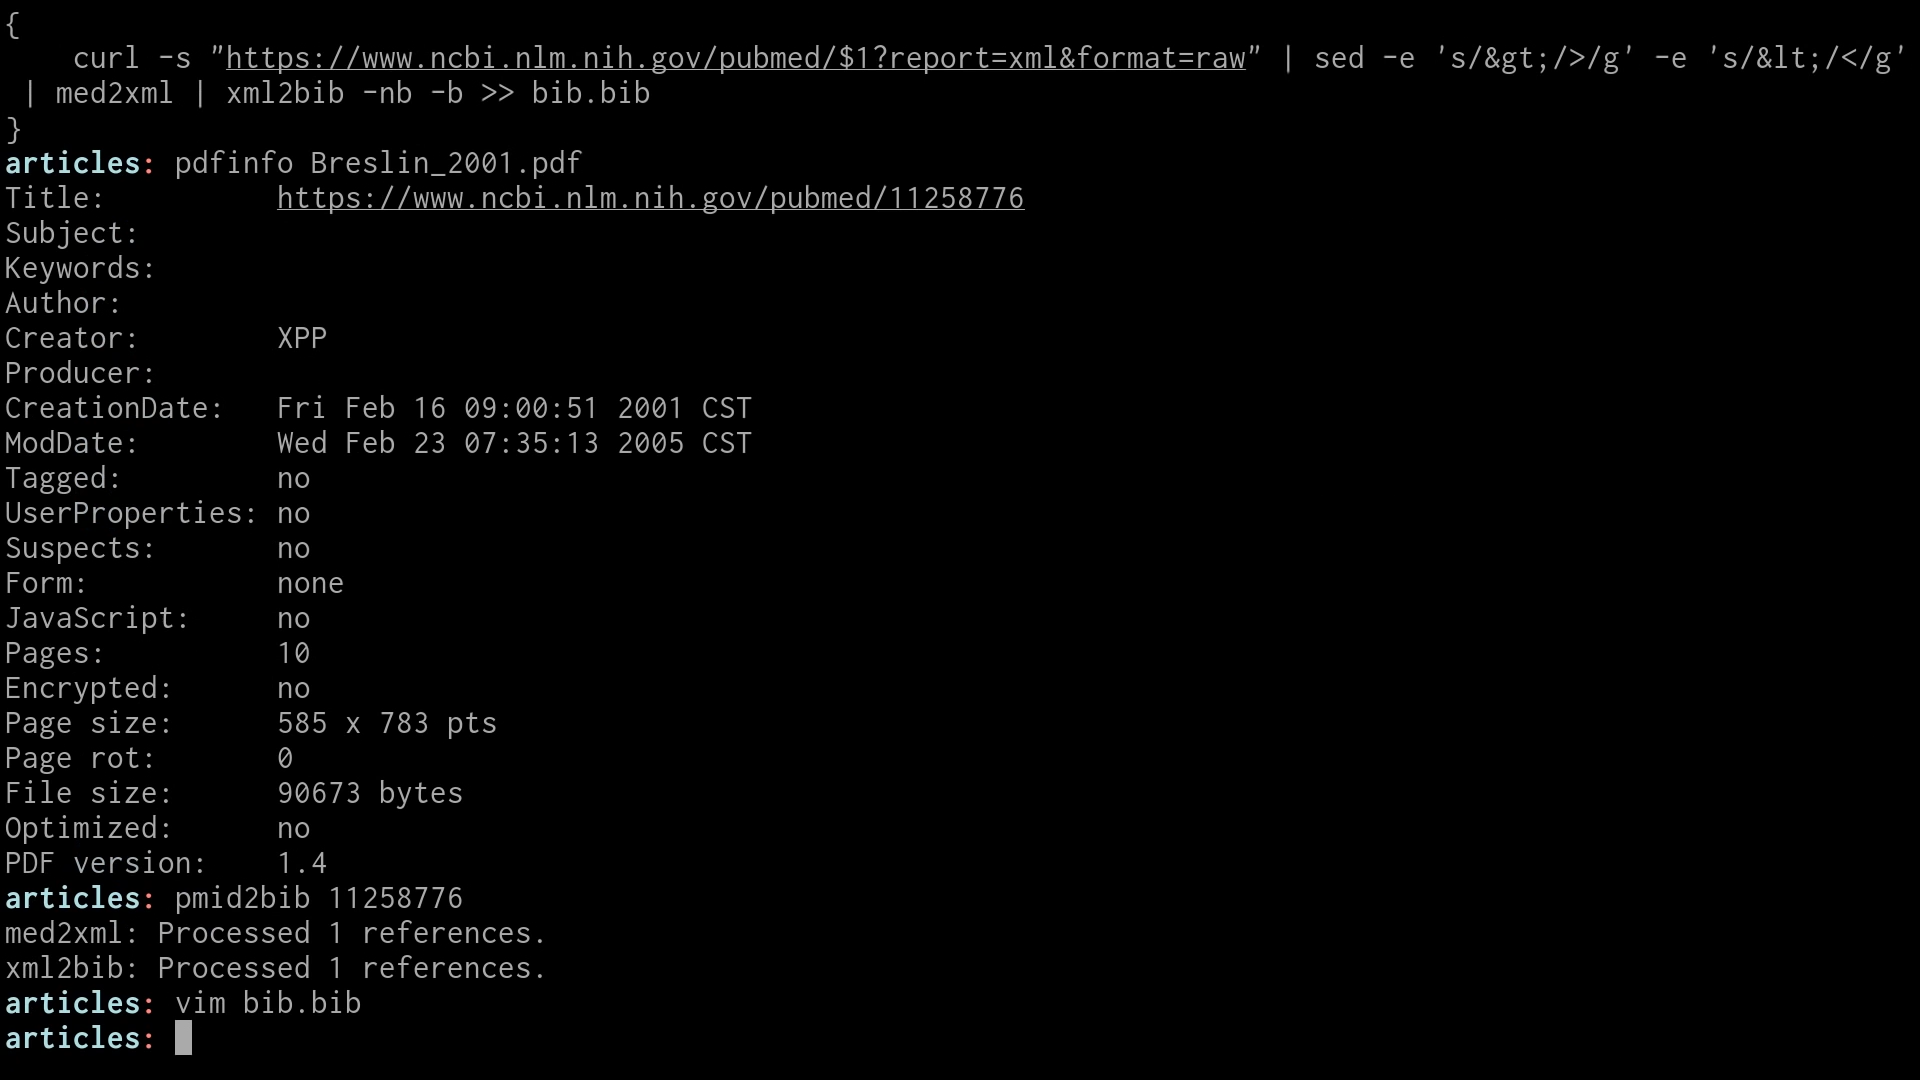 {
    curl -s "https://www.ncbi.nlm.nih.gov/pubmed/$1?report=xml&format=raw" | sed -e 's/&gt;/>/g' -e 's/&lt;/</g'
 | med2xml | xml2bib -nb -b >> bib.bib
}
articles: pdfinfo Breslin_2001.pdf
Title:          https://www.ncbi.nlm.nih.gov/pubmed/11258776
Subject:
Keywords:
Author:
Creator:        XPP
Producer:
CreationDate:   Fri Feb 16 09:00:51 2001 CST
ModDate:        Wed Feb 23 07:35:13 2005 CST
Tagged:         no
UserProperties: no
Suspects:       no
Form:           none
JavaScript:     no
Pages:          10
Encrypted:      no
Page size:      585 x 783 pts
Page rot:       0
File size:      90673 bytes
Optimized:      no
PDF version:    1.4
articles: pmid2bib 11258776
med2xml: Processed 1 references.
xml2bib: Processed 1 references.
articles: vim bib.bib
articles: